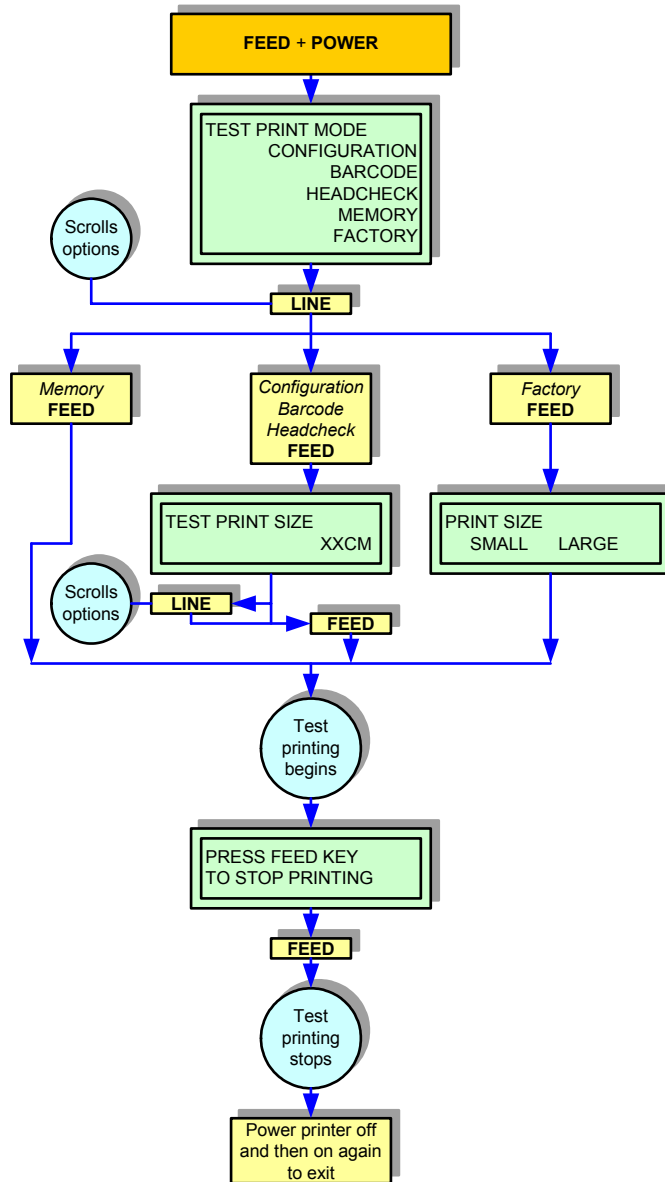 FEED + POWER
TEST PRINT MODE
CONFIGURATION
BARCODE
HEADCHECK
MEMORY
FACTORY
Scrolls
options
LINE
Memory
FEED
Configuration
Barcode
Headcheck
FEED
Factory
FEED
TEST PRINT SIZE
XXCM
PRINT SIZE
SMALL LARGE
Scrolls
options
LINE
FEED
Test
printing
begins
PRESS FEED KEY
TO STOP PRINTING
FEED
Test
printing
stops
Power printer off
and then on again
to exit